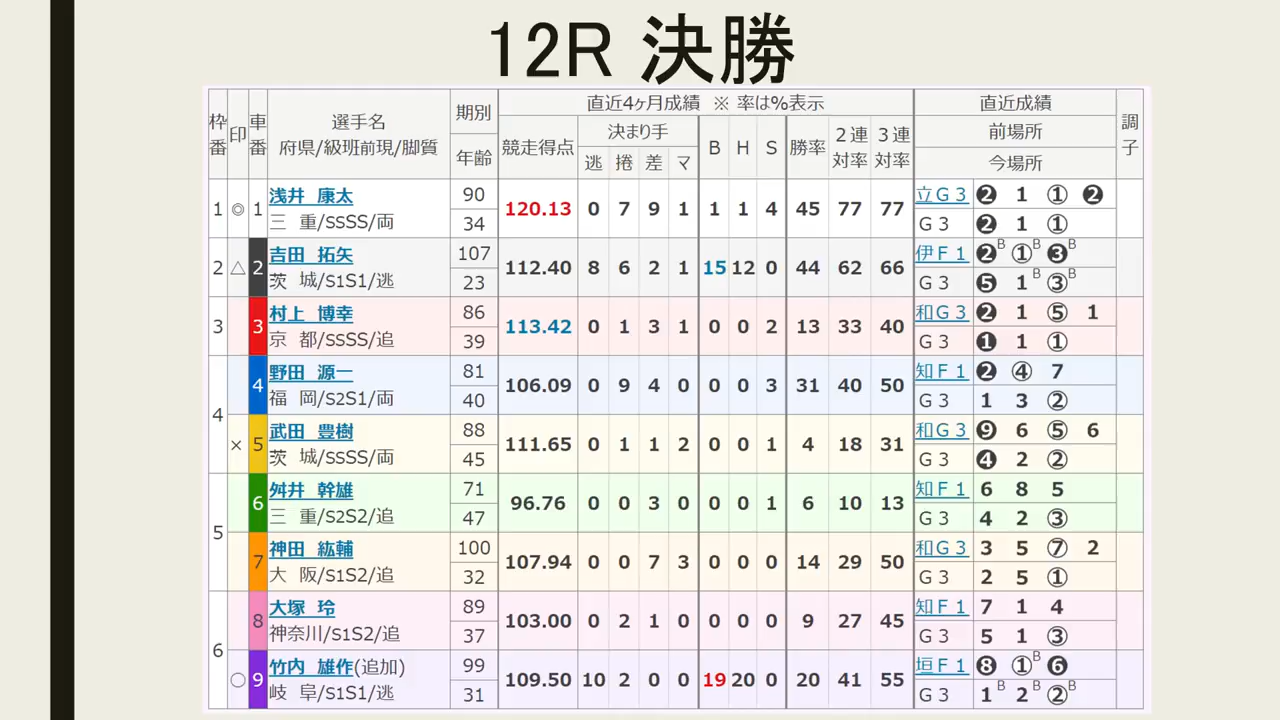 12R 決勝
枠番 印 車番 選手名 府県/級班前現/脚質 期別 年齢 直近4ヶ月成績 ※ 率は%表示 直近成績 調子
競走得点 決まり手 B H S 勝率 2連対率 3連対率 前場所
逃 捲 差 マ 今場所
1 ◎ 1 浅井 康太 90 120.13 0 7 9 1 1 1 4 45 77 77 立G3 ❷ 1 ① ❷
三 重/SSSS/両 34 G3 ❷ 1 ①
2 △ 2 吉田 拓矢 107 112.40 8 6 2 1 15 12 0 44 62 66 伊F1 ❷B ①B ❸B
茨 城/S1S1/逃 23 G3 ❺ 1B ③B
3 3 村上 博幸 86 113.42 0 1 3 1 0 0 2 13 33 40 和G3 ❷ 1 ⑤ 1
京 都/SSSS/追 39 G3 ❶ 1 ①
4 4 野田 源一 81 106.09 0 9 4 0 0 0 3 31 40 50 知F1 ❷ ④ 7
福 岡/S2S1/両 40 G3 1 3 ②
× 5 武田 豊樹 88 111.65 0 1 1 2 0 0 1 4 18 31 和G3 ❾ 6 ⑤ 6
茨 城/SSSS/両 45 G3 ❹ 2 ②
5 6 舛井 幹雄 71 96.76 0 0 3 0 0 0 1 6 10 13 知F1 6 8 5
三 重/S2S2/追 47 G3 4 2 ③
7 神田 紘輔 100 107.94 0 0 7 3 0 0 0 14 29 50 和G3 3 5 ⑦ 2
大 阪/S1S2/追 32 G3 2 5 ①
6 8 大塚 玲 89 103.00 0 2 1 0 0 0 0 9 27 45 知F1 7 1 4
神奈川/S1S2/追 37 G3 5 1 ③
○ 9 竹内 雄作(追加) 99 109.50 10 2 0 0 19 20 0 20 41 55 垣F1 ❽ ①B ❻
岐 阜/S1S1/逃 31 G3 1B 2B ②B